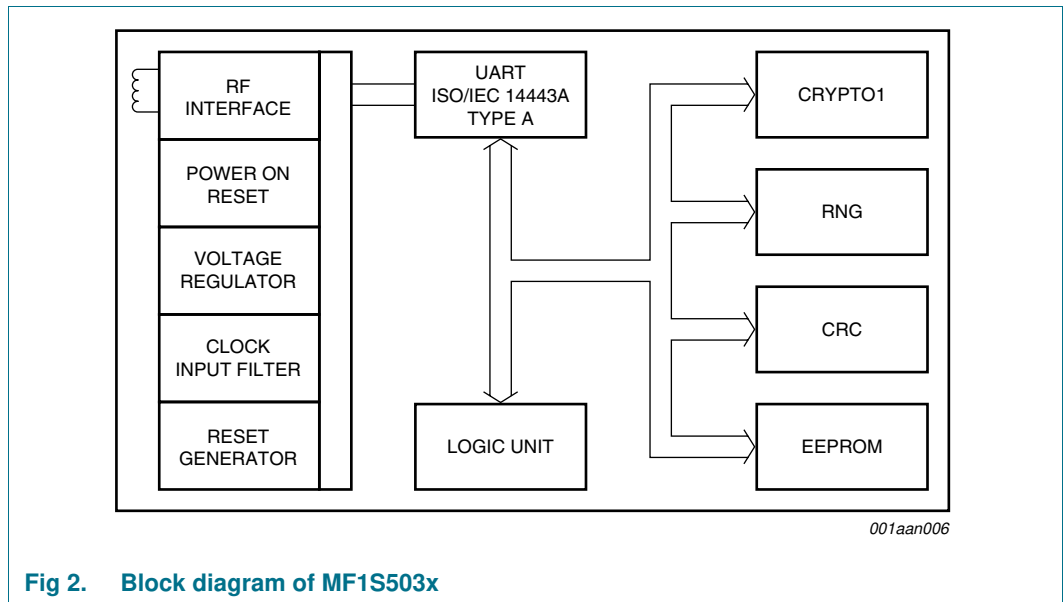 RF
INTERFACE
POWER ON
RESET
VOLTAGE
REGULATOR
CLOCK
INPUT FILTER
RESET
GENERATOR
UART
ISO/IEC 14443A
TYPE A
LOGIC UNIT
CRYPTO1
RNG
CRC
EEPROM
001aan006
Fig 2. Block diagram of MF1S503x